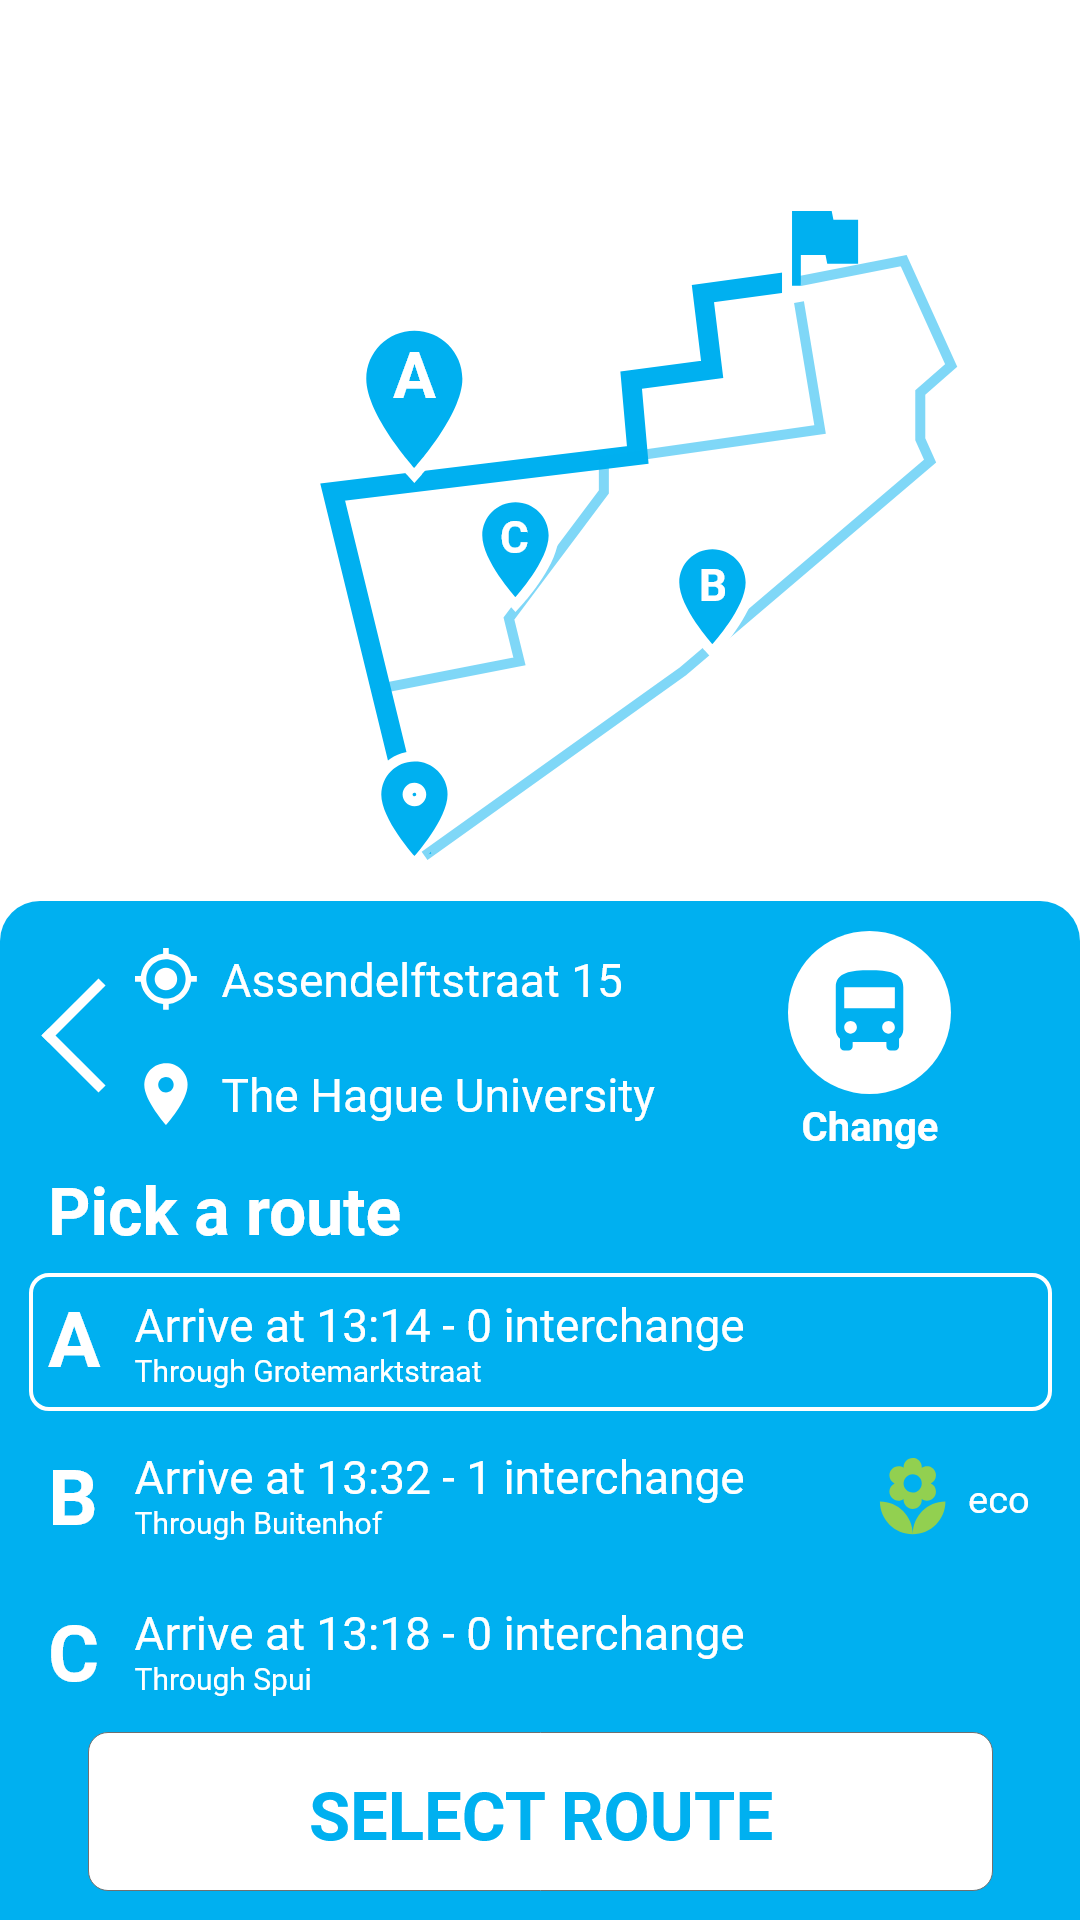 A
C
B
Assendelftstraat 15
The Hague University
Change
Pick a route
A
Arrive at 13:14 - 0 interchange
Through Grotemarktstraat
B
Arrive at 13:32 - 1 interchange
Through Buitenhof
eco
C
Arrive at 13:18 - 0 interchange
Through Spui
SELECT ROUTE